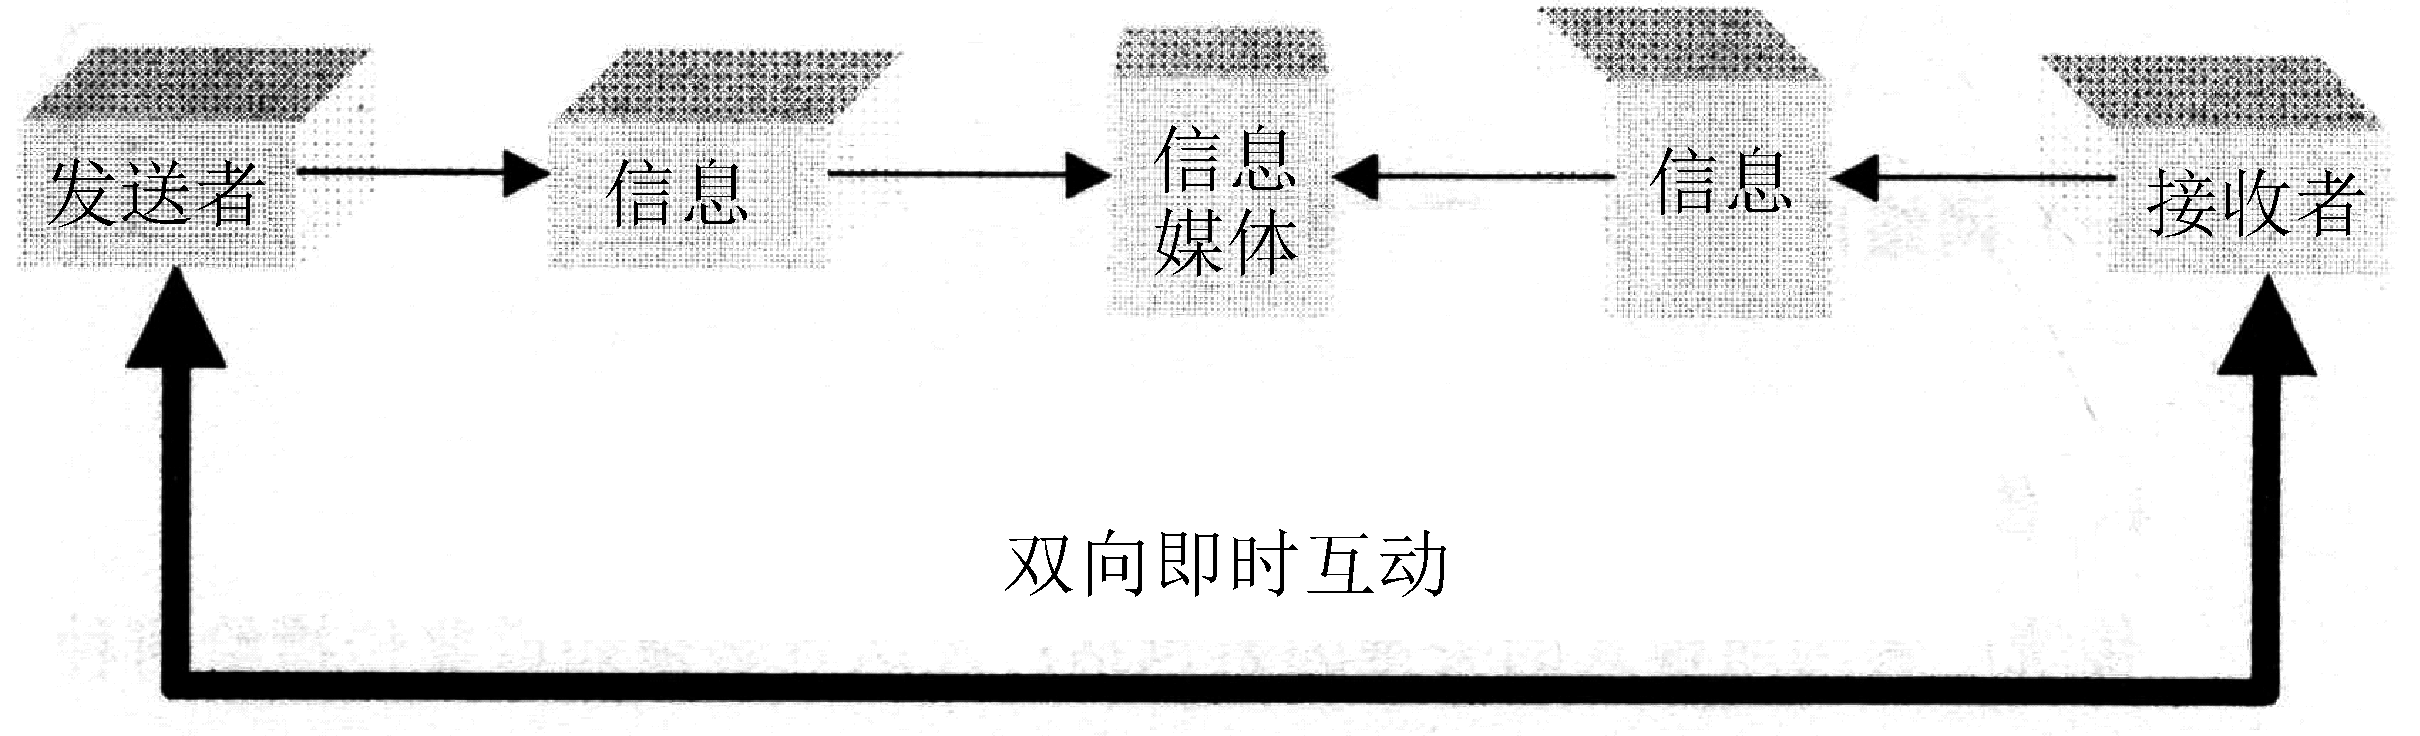 发送者
信息
信息
媒体
信息
接收者
双向即时互动